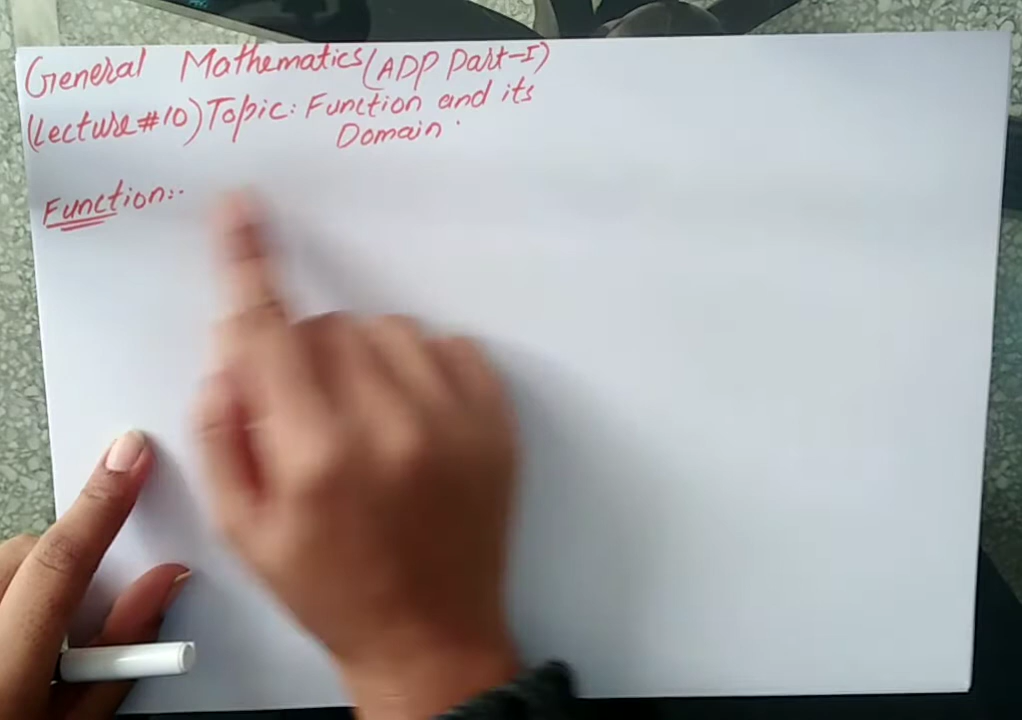 General Mathematics (ADP Part-I)
(Lecture #10) Topic: Function and its
Domain.
Function:-